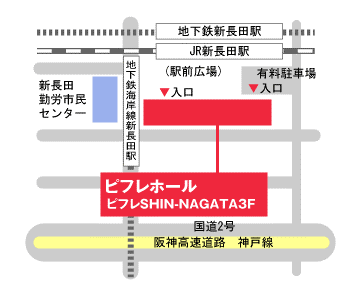 地下鉄新長田駅
JR新長田駅
(駅前広場)
有料駐車場
▼入口
▼入口
新長田
勤労市民
センター
地下鉄海岸線新長田駅
ピフレホール
ピフレSHIN-NAGATA3F
国道2号
阪神高速道路 神戸線